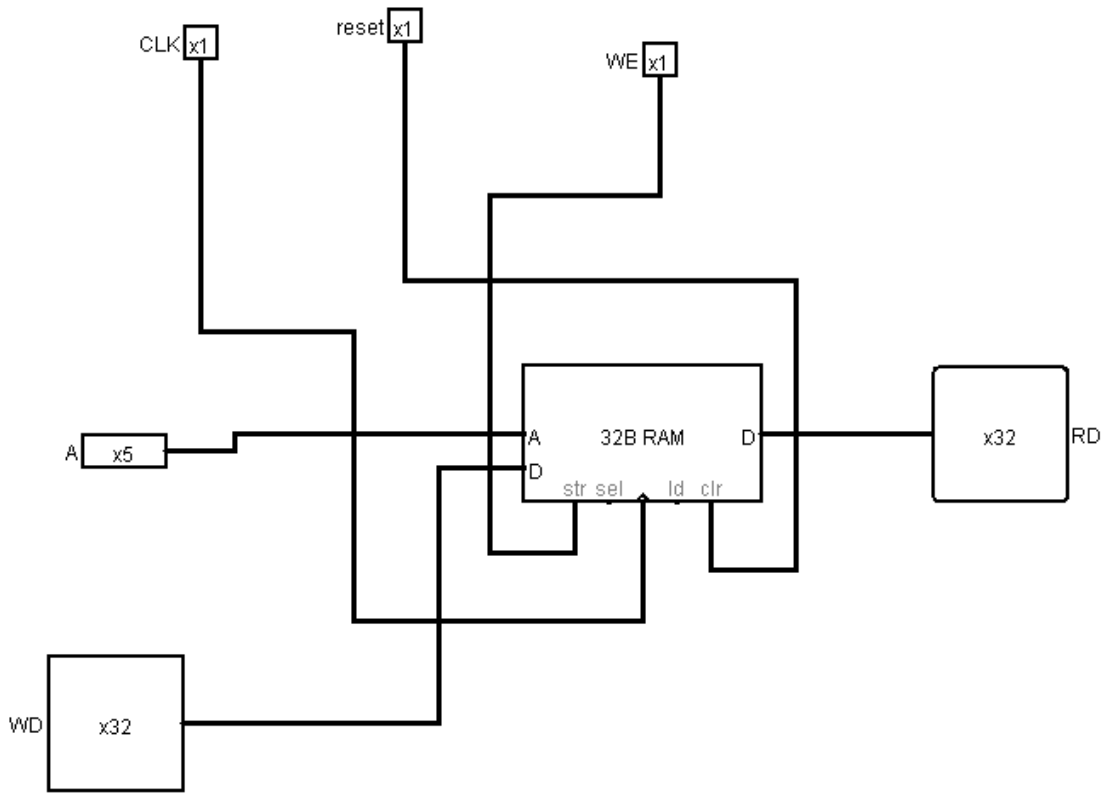 reset x1
CLK x1
WE x1
A x5
A 32B RAM D
D
str sel ld clr
x32 RD
WD x32